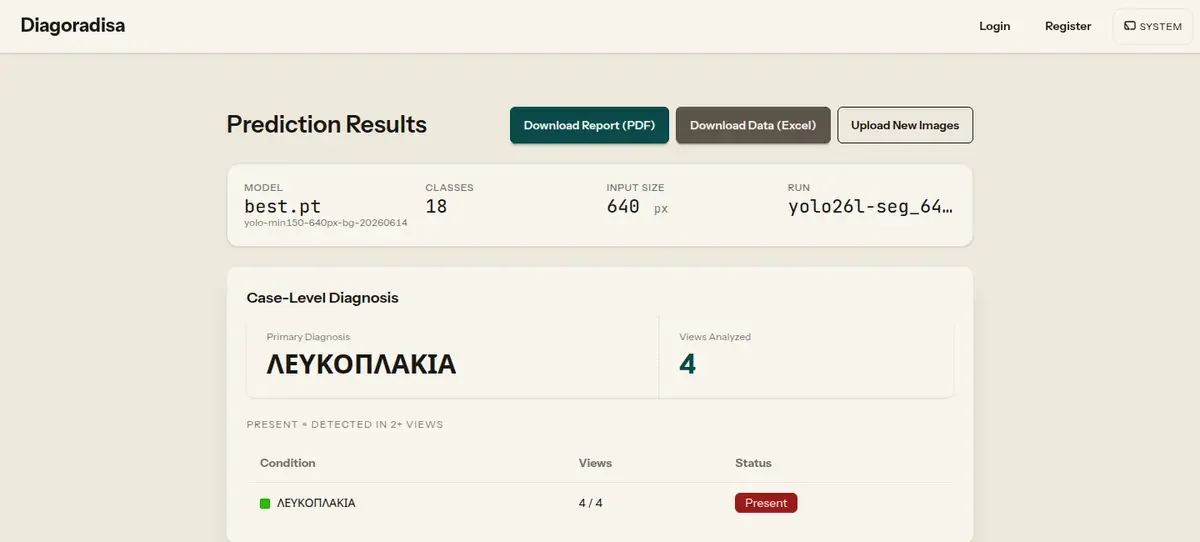 Diagoradisa
Login Register SYSTEM
Prediction Results
Download Report (PDF) Download Data (Excel) Upload New Images
MODEL CLASSES INPUT SIZE RUN
best.pt 18 640 px yolo26l-seg_64…
yolo-min150-640px-bg-20260614
Case-Level Diagnosis
Primary Diagnosis Views Analyzed
ΛΕΥΚΟΠΛΑΚΙΑ 4
PRESENT = DETECTED IN 2+ VIEWS
Condition Views Status
ΛΕΥΚΟΠΛΑΚΙΑ 4 / 4 Present